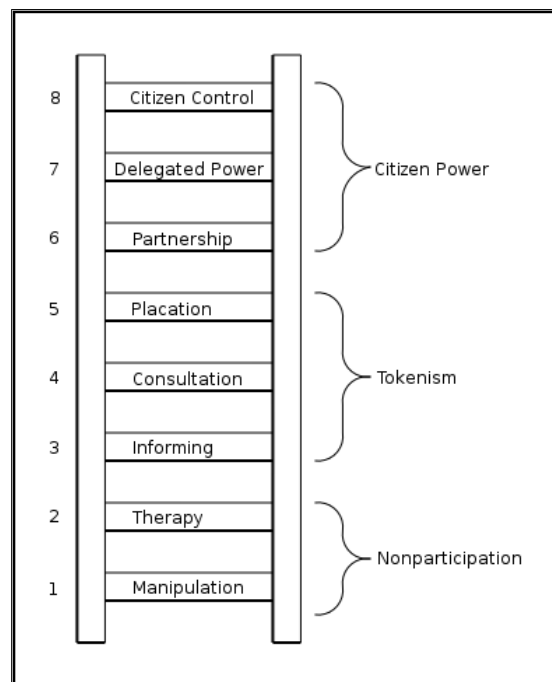 8 Citizen Control
7 Delegated Power
Citizen Power
6 Partnership
5 Placation
4 Consultation
Tokenism
3 Informing
2 Therapy
Nonparticipation
1 Manipulation